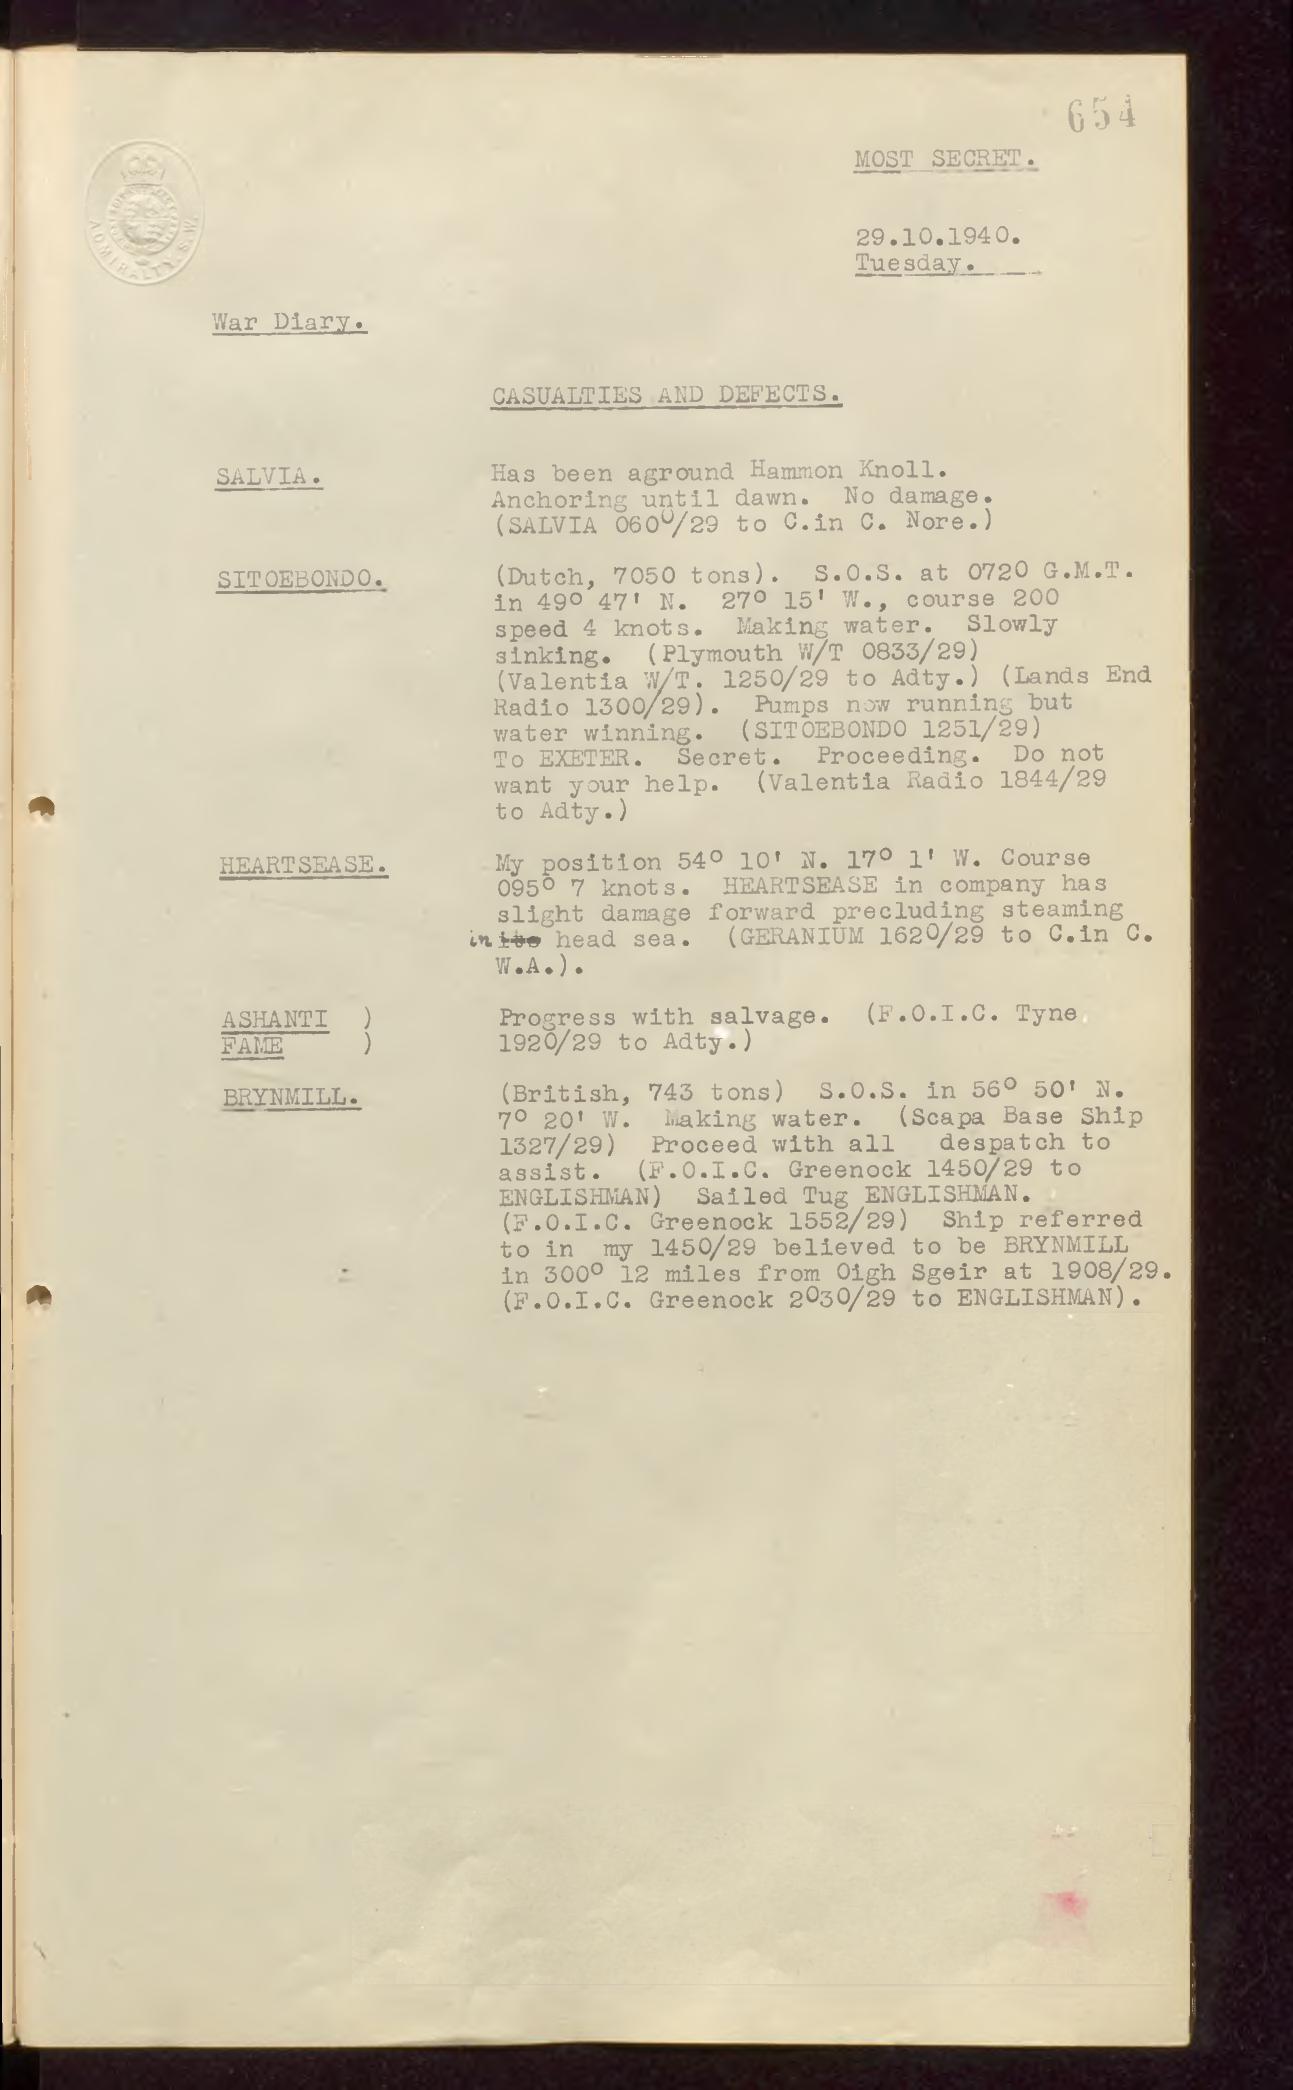 654
MOST SECRET.
ADMIRALTY. S.W.
29.10.1940.
Tuesday.
War Diary.
CASUALTIES AND DEFECTS.
SALVIA. Has been aground Hammon Knoll.
Anchoring until dawn. No damage.
(SALVIA 0600/29 to C.in C. Nore.)
SITOEBONDO. (Dutch, 7050 tons). S.O.S. at 0720 G.M.T.
in 49° 47' N. 27° 15' W., course 200
speed 4 knots. Making water. Slowly
sinking. (Plymouth W/T 0833/29)
(Valentia W/T. 1250/29 to Adty.) (Lands End
Radio 1300/29). Pumps now running but
water winning. (SITOEBONDO 1251/29)
To EXETER. Secret. Proceeding. Do not
want your help. (Valentia Radio 1844/29
to Adty.)
HEARTSEASE. My position 54° 10' N. 17° 1' W. Course
095° 7 knots. HEARTSEASE in company has
slight damage forward precluding steaming
in its head sea. (GERANIUM 1620/29 to C.in C.
W.A.).
ASHANTI ) Progress with salvage. (F.O.I.C. Tyne
FAME ) 1920/29 to Adty.)
BRYNMILL. (British, 743 tons) S.O.S. in 56° 50' N.
7° 20' W. Making water. (Scapa Base Ship
1327/29) Proceed with all despatch to
assist. (F.O.I.C. Greenock 1450/29 to
ENGLISHMAN) Sailed Tug ENGLISHMAN.
(F.O.I.C. Greenock 1552/29) Ship referred
to in my 1450/29 believed to be BRYNMILL
in 300° 12 miles from Oigh Sgeir at 1908/29.
(F.O.I.C. Greenock 2030/29 to ENGLISHMAN).